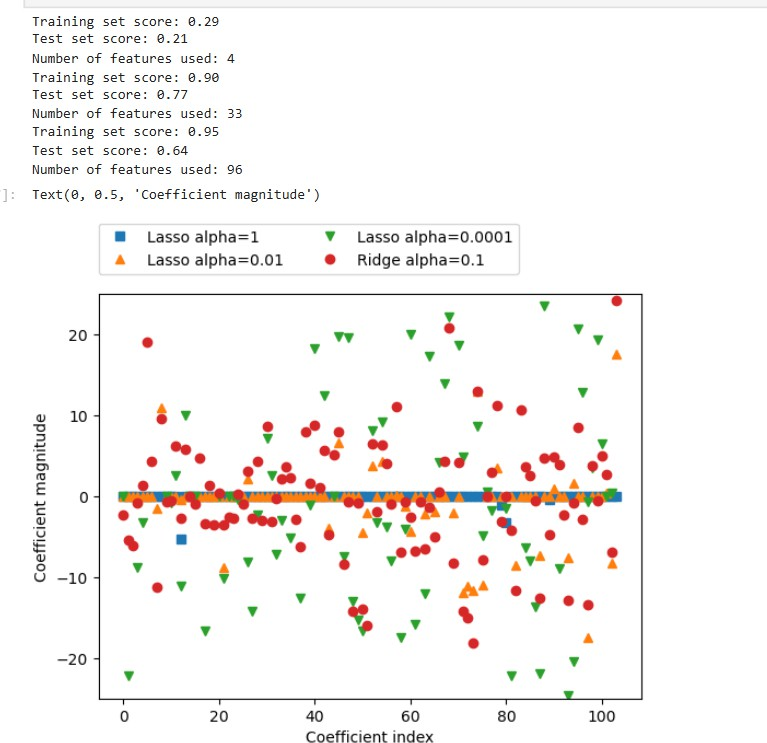 Training set score: 0.29
Test set score: 0.21
Number of features used: 4
Training set score: 0.90
Test set score: 0.77
Number of features used: 33
Training set score: 0.95
Test set score: 0.64
Number of features used: 96
]: Text(0, 0.5, 'Coefficient magnitude')
Lasso alpha=1 Lasso alpha=0.0001
Lasso alpha=0.01 Ridge alpha=0.1
20
10
0
−10
−20
Coefficient magnitude
0 20 40 60 80 100
Coefficient index